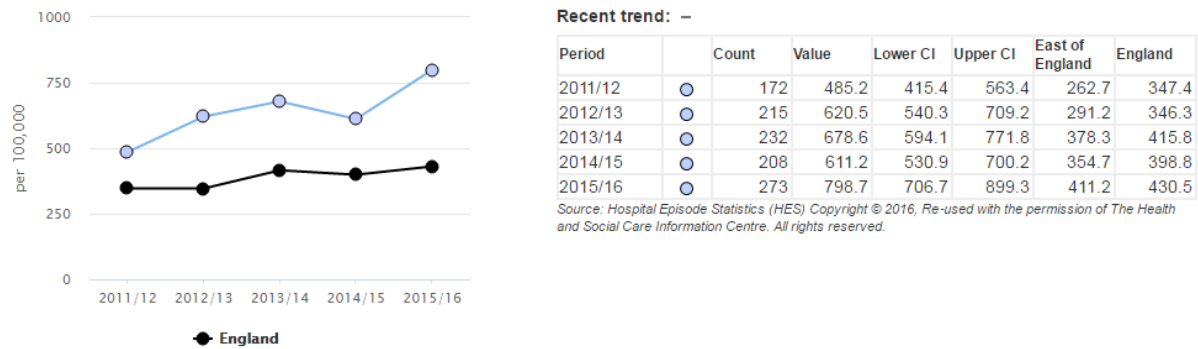 1000
750
500
250
0
per 100,000
2011/12 2012/13 2013/14 2014/15 2015/16
England
Recent trend: –
Period Count Value Lower CI Upper CI East of England England
2011/12 172 485.2 415.4 563.4 262.7 347.4
2012/13 215 620.5 540.3 709.2 291.2 346.3
2013/14 232 678.6 594.1 771.8 378.3 415.8
2014/15 208 611.2 530.9 700.2 354.7 398.8
2015/16 273 798.7 706.7 899.3 411.2 430.5
Source: Hospital Episode Statistics (HES) Copyright © 2016, Re-used with the permission of The Health
and Social Care Information Centre. All rights reserved.